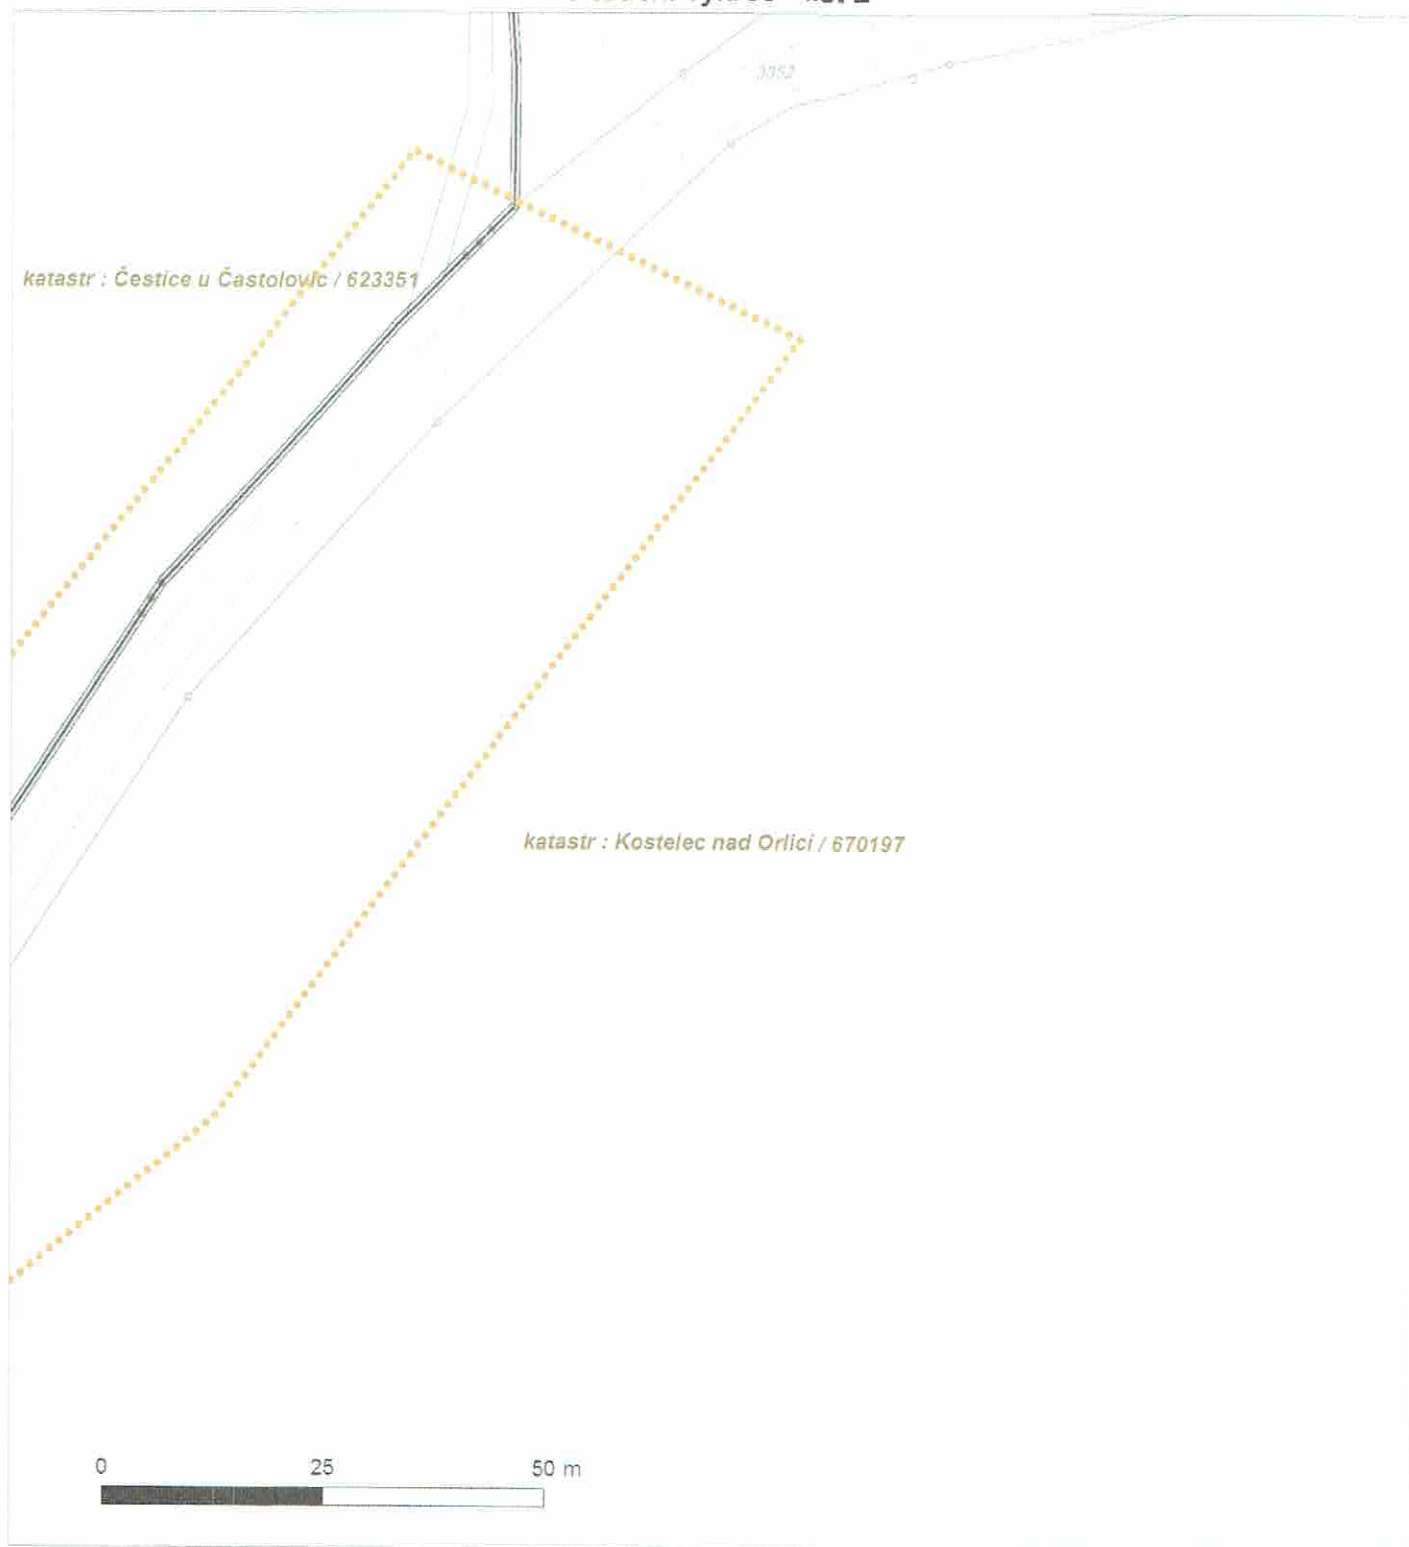 3352
katastr : Čestice u Častolovic / 623351
katastr : Kostelec nad Orlicí / 670197
0 25 50 m